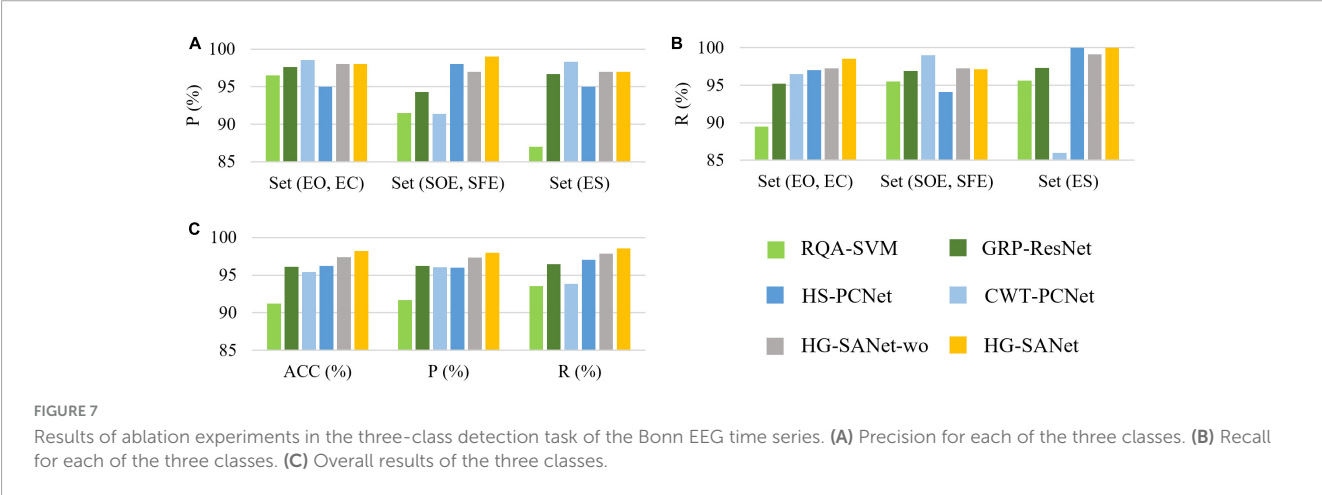 A
P (%)
100
95
90
85
Set (EO, EC) Set (SOE, SFE) Set (ES)
B
R (%)
100
95
90
85
Set (EO, EC) Set (SOE, SFE) Set (ES)
C
100
95
90
85
ACC (%) P (%) R (%)
RQA-SVM GRP-ResNet
HS-PCNet CWT-PCNet
HG-SANet-wo HG-SANet
FIGURE 7
Results of ablation experiments in the three-class detection task of the Bonn EEG time series. (A) Precision for each of the three classes. (B) Recall
for each of the three classes. (C) Overall results of the three classes.